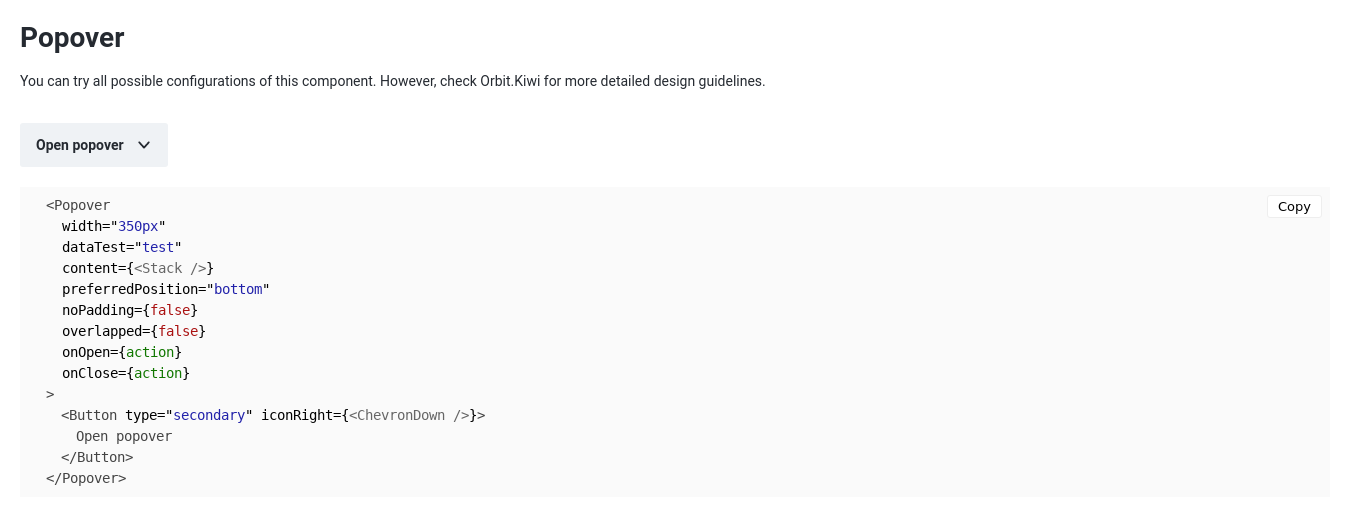 Popover
You can try all possible configurations of this component. However, check Orbit.Kiwi for more detailed design guidelines.
Open popover
Copy
<Popover
  width="350px"
  dataTest="test"
  content={<Stack />}
  preferredPosition="bottom"
  noPadding={false}
  overlapped={false}
  onOpen={action}
  onClose={action}
>
  <Button type="secondary" iconRight={<ChevronDown />}>
    Open popover
  </Button>
</Popover>